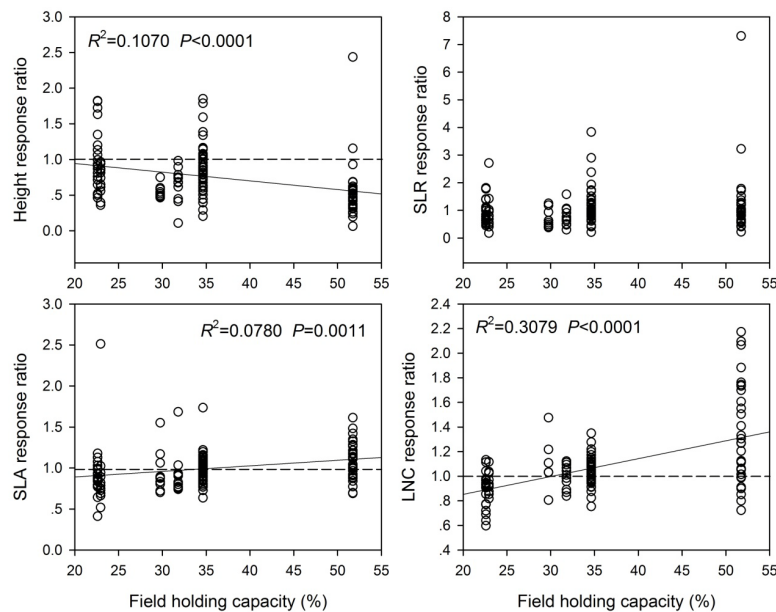 R²=0.1070 P<0.0001
Height response ratio
3.0
2.5
2.0
1.5
1.0
.5
0.0
20 25 30 35 40 45 50 55
SLR response ratio
8
7
6
5
4
3
2
1
0
20 25 30 35 40 45 50 55
R²=0.0780 P=0.0011
SLA response ratio
3.0
2.5
2.0
1.5
1.0
.5
0.0
20 25 30 35 40 45 50 55
Field holding capacity (%)
R²=0.3079 P<0.0001
LNC response ratio
2.4
2.2
2.0
1.8
1.6
1.4
1.2
1.0
.8
.6
.4
20 25 30 35 40 45 50 55
Field holding capacity (%)